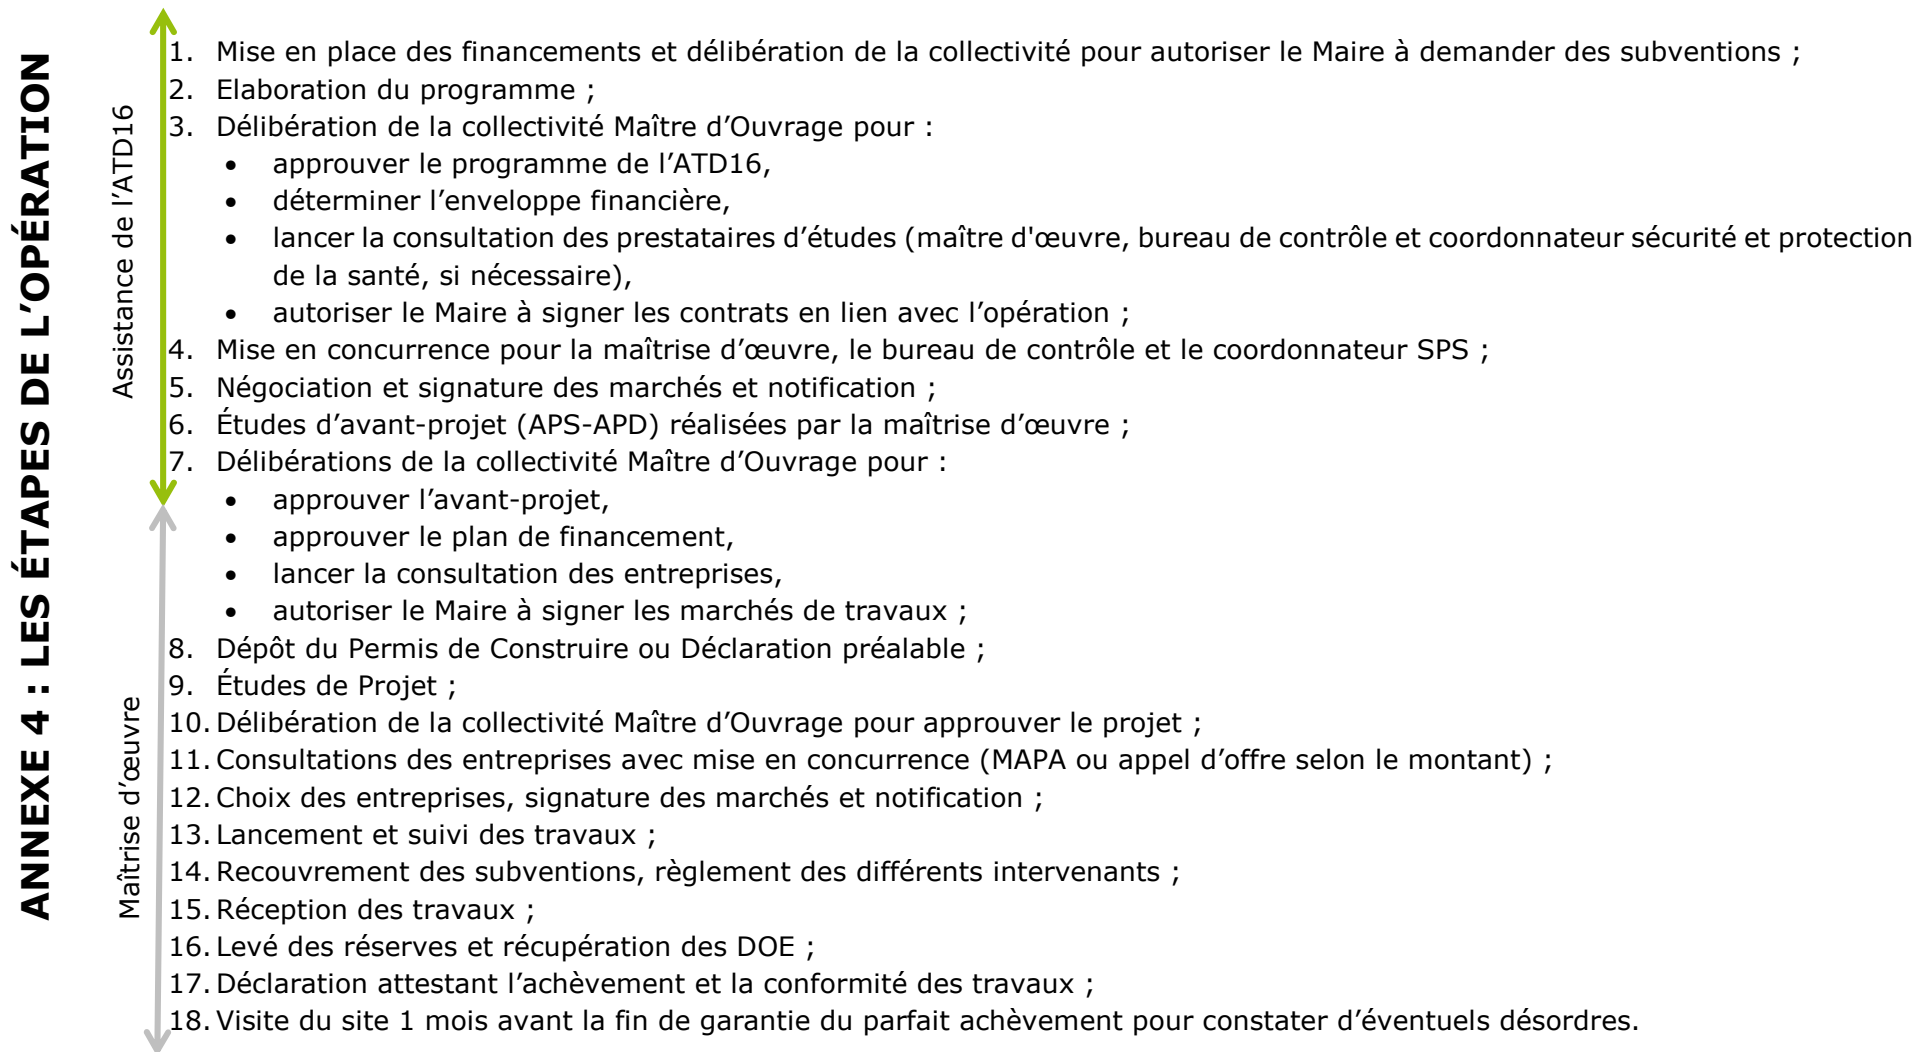 ANNEXE 4 : LES ÉTAPES DE L’OPÉRATION
Assistance de l’ATD16
1. Mise en place des financements et délibération de la collectivité pour autoriser le Maire à demander des subventions ;
2. Elaboration du programme ;
3. Délibération de la collectivité Maître d’Ouvrage pour :
• approuver le programme de l’ATD16,
• déterminer l’enveloppe financière,
• lancer la consultation des prestataires d’études (maître d'œuvre, bureau de contrôle et coordonnateur sécurité et protection
de la santé, si nécessaire),
• autoriser le Maire à signer les contrats en lien avec l’opération ;
4. Mise en concurrence pour la maîtrise d’œuvre, le bureau de contrôle et le coordonnateur SPS ;
5. Négociation et signature des marchés et notification ;
6. Études d’avant-projet (APS-APD) réalisées par la maîtrise d’œuvre ;
7. Délibérations de la collectivité Maître d’Ouvrage pour :
• approuver l’avant-projet,
• approuver le plan de financement,
• lancer la consultation des entreprises,
• autoriser le Maire à signer les marchés de travaux ;
Maîtrise d’œuvre
8. Dépôt du Permis de Construire ou Déclaration préalable ;
9. Études de Projet ;
10. Délibération de la collectivité Maître d’Ouvrage pour approuver le projet ;
11. Consultations des entreprises avec mise en concurrence (MAPA ou appel d’offre selon le montant) ;
12. Choix des entreprises, signature des marchés et notification ;
13. Lancement et suivi des travaux ;
14. Recouvrement des subventions, règlement des différents intervenants ;
15. Réception des travaux ;
16. Levé des réserves et récupération des DOE ;
17. Déclaration attestant l’achèvement et la conformité des travaux ;
18. Visite du site 1 mois avant la fin de garantie du parfait achèvement pour constater d’éventuels désordres.